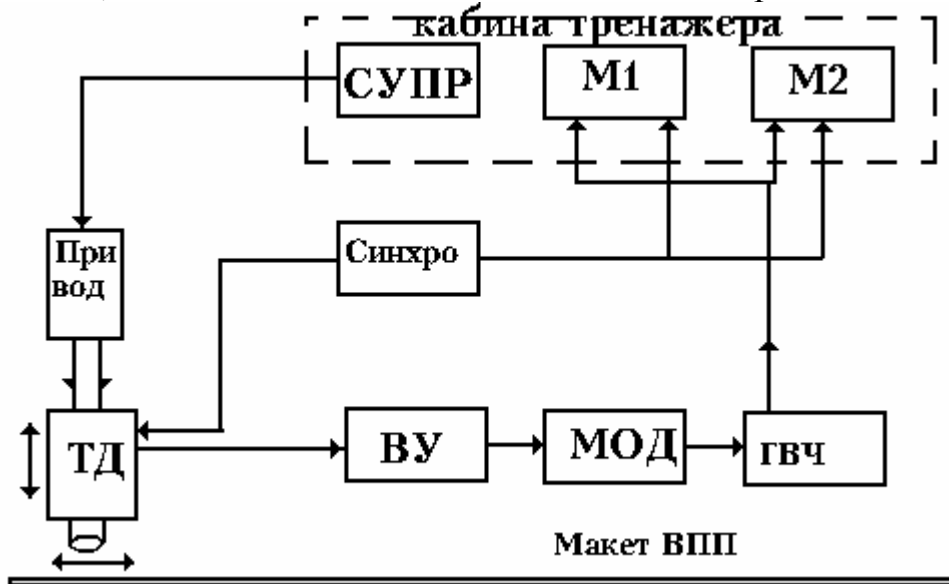 кабина тренажера
СУПР
М1
М2
При
вод
Синхро
ТД
ВУ
МОД
ГВЧ
Макет ВПП